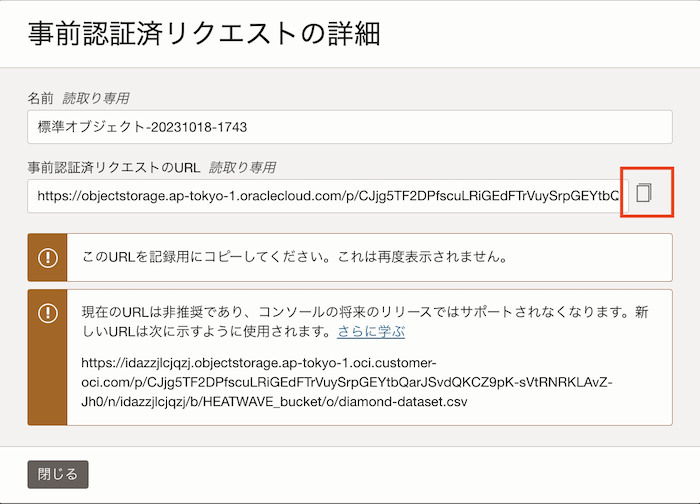 事前認証済リクエストの詳細
名前 読取り専用
標準オブジェクト-20231018-1743
事前認証済リクエストのURL 読取り専用
https://objectstorage.ap-tokyo-1.oraclecloud.com/p/CJjg5TF2DPfscuLRiGEdFTrVuySrpGEYtbQ
このURLを記録用にコピーしてください。これは再度表示されません。
現在のURLは非推奨であり、コンソールの将来のリリースではサポートされなくなります。新
しいURLは次に示すように使用されます。さらに学ぶ
https://idazzjlcjqzj.objectstorage.ap-tokyo-1.oci.customer-
oci.com/p/CJjg5TF2DPfscuLRiGEdFTrVuySrpGEYtbQarJSvdQKCZ9pK-sVtRNRKLAvZ-
Jh0/n/idazzjlcjqzj/b/HEATWAVE_bucket/o/diamond-dataset.csv
閉じる